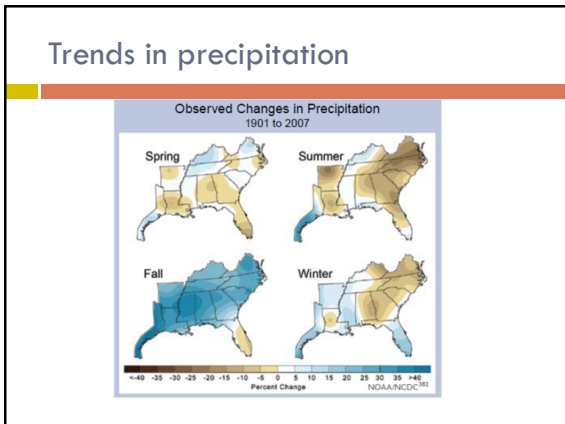 Trends in precipitation
Observed Changes in Precipitation
1901 to 2007
Spring
Summer
Fall
Winter
<-40 -35 -30 -25 -20 -15 -10 -5 0 5 10 15 20 25 30 35 >40
Percent Change
NOAA/NCDC